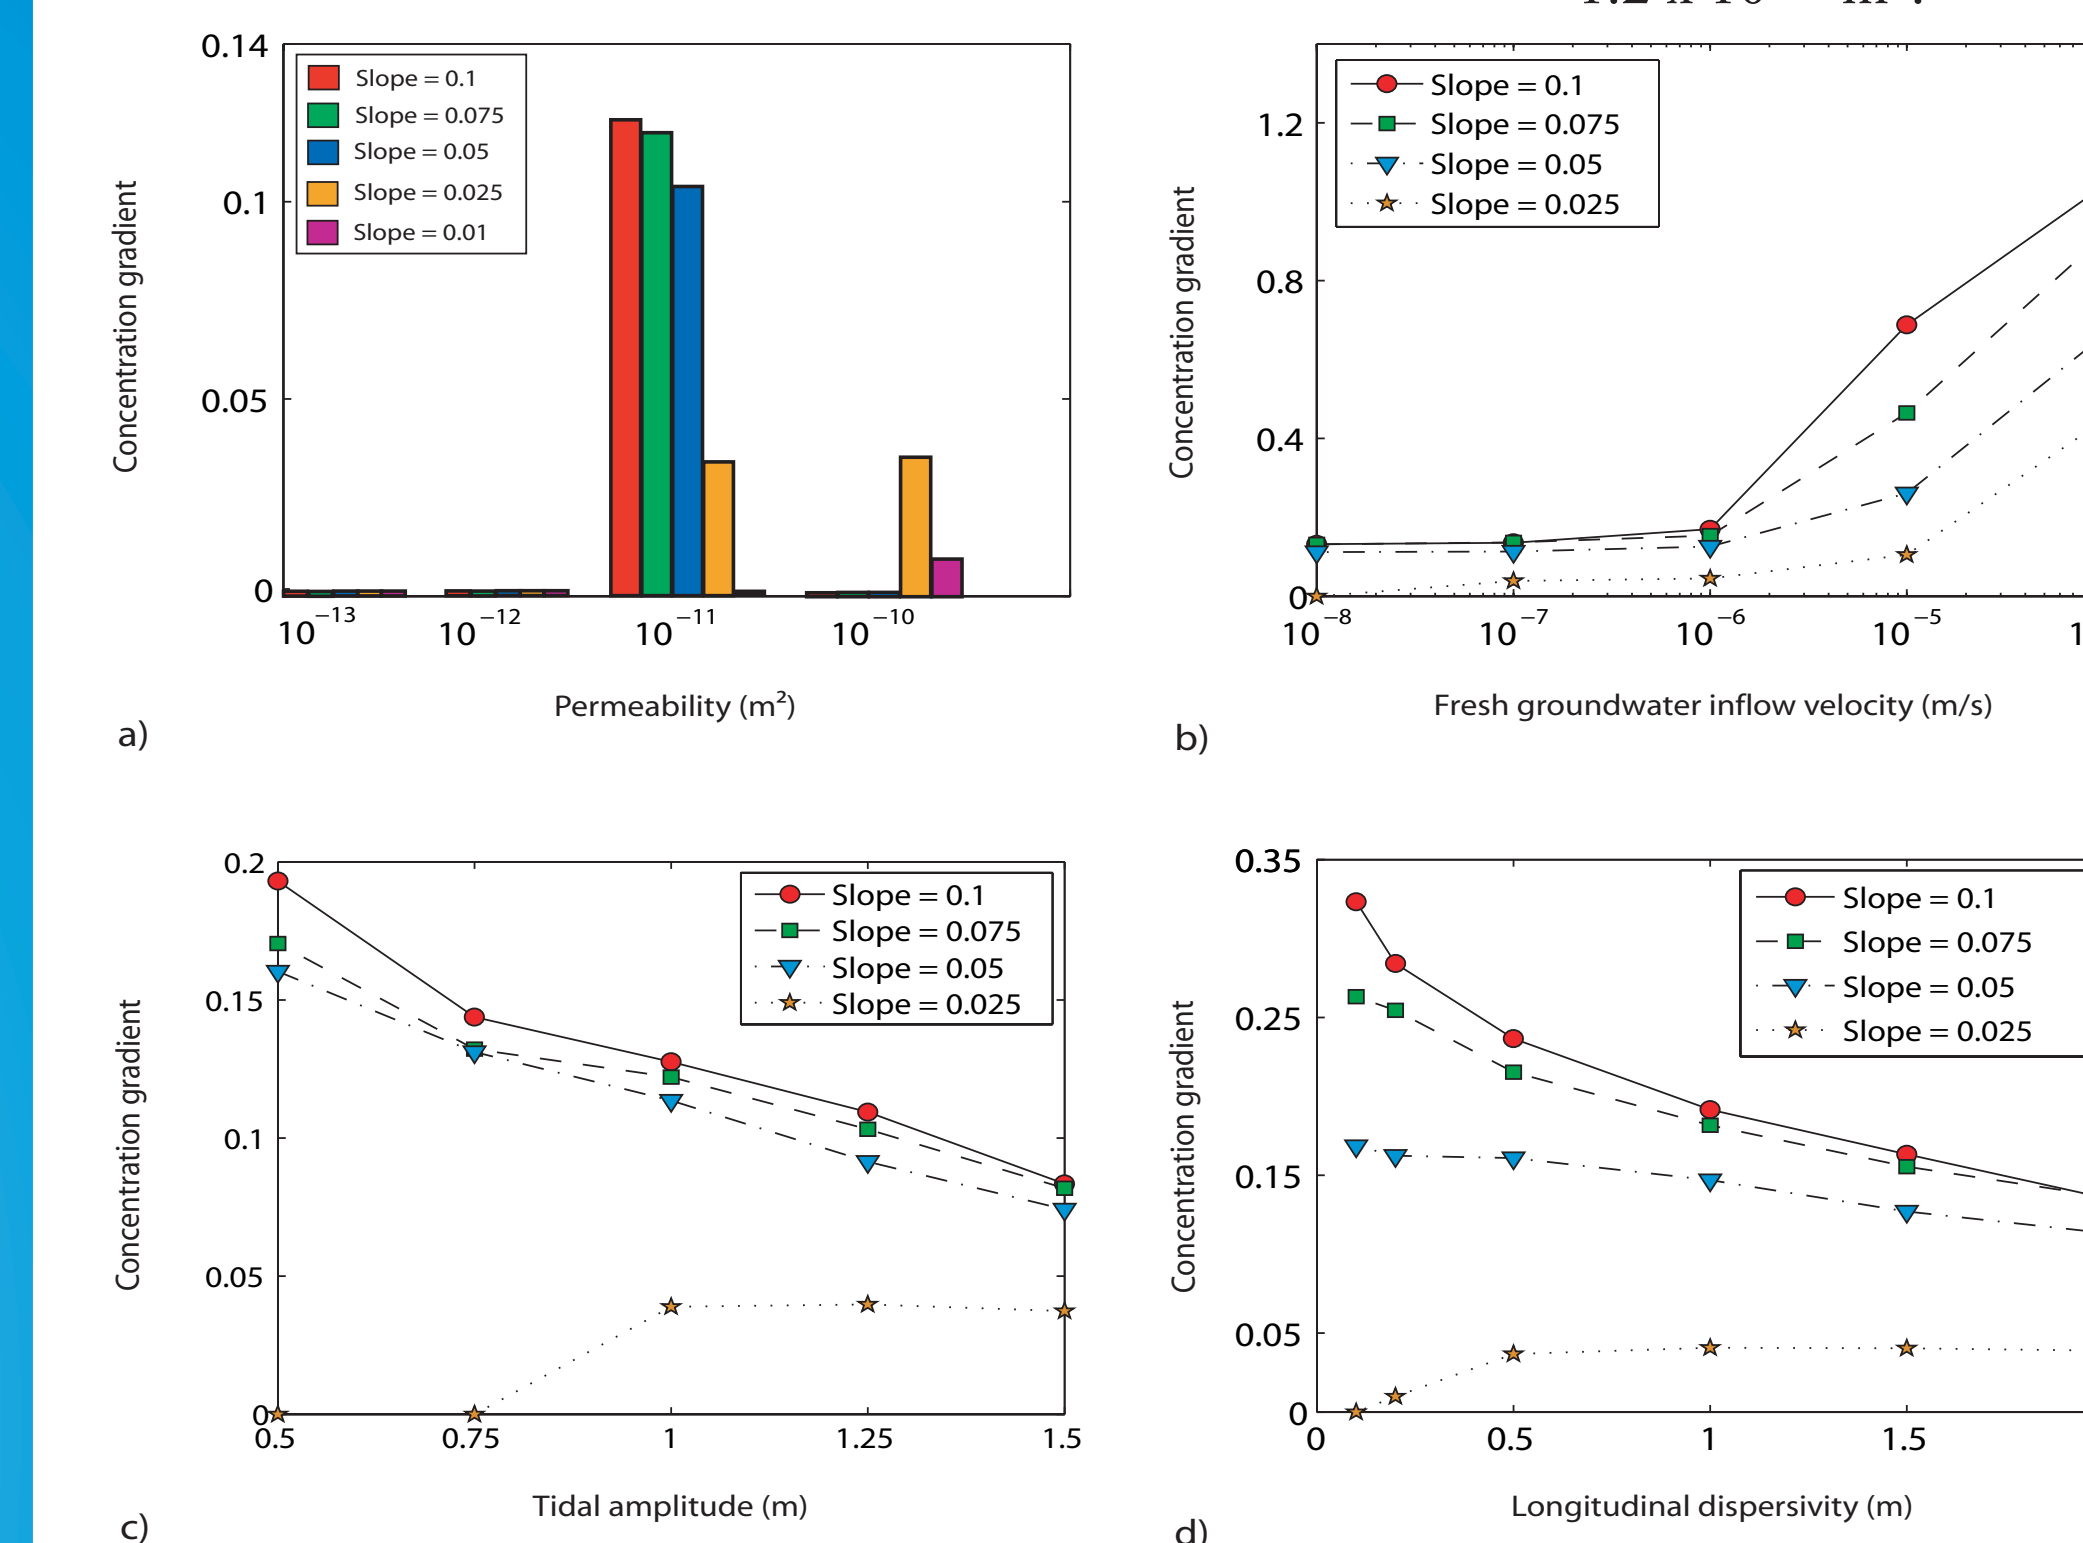 0.14
0.1
0.05
0
Slope = 0.1
Slope = 0.075
Slope = 0.05
Slope = 0.025
Slope = 0.01
Concentration gradient
10⁻¹³ 10⁻¹² 10⁻¹¹ 10⁻¹⁰
Permeability (m²)
a)
1.2
0.8
0.4
0
Slope = 0.1
Slope = 0.075
Slope = 0.05
Slope = 0.025
Concentration gradient
10⁻⁸ 10⁻⁷ 10⁻⁶ 10⁻⁵
Fresh groundwater inflow velocity (m/s)
b)
0.2
0.15
0.1
0.05
0
Slope = 0.1
Slope = 0.075
Slope = 0.05
Slope = 0.025
Concentration gradient
0.5 0.75 1 1.25 1.5
Tidal amplitude (m)
c)
0.35
0.25
0.15
0.05
0
Slope = 0.1
Slope = 0.075
Slope = 0.05
Slope = 0.025
Concentration gradient
0 0.5 1 1.5
Longitudinal dispersivity (m)
d)